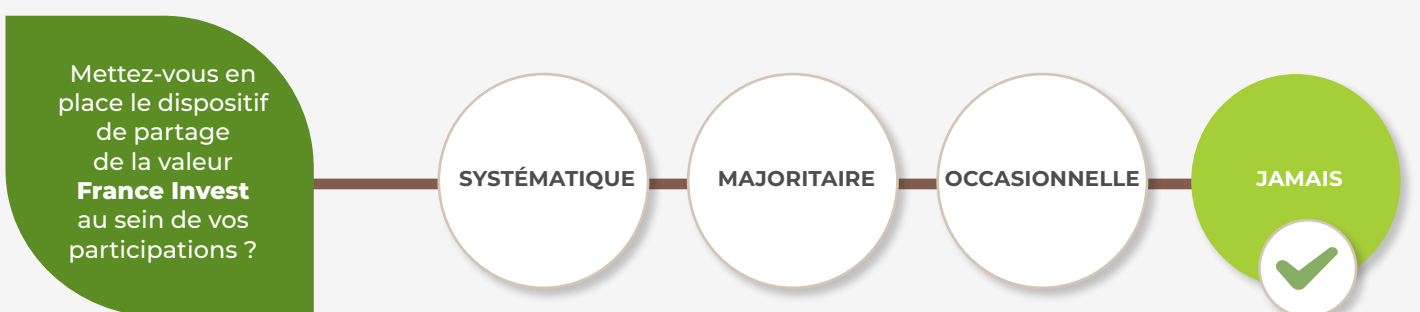 Mettez-vous en
place le dispositif
de partage
de la valeur
France Invest
au sein de vos
participations ?
SYSTÉMATIQUE
MAJORITAIRE
OCCASIONNELLE
JAMAIS